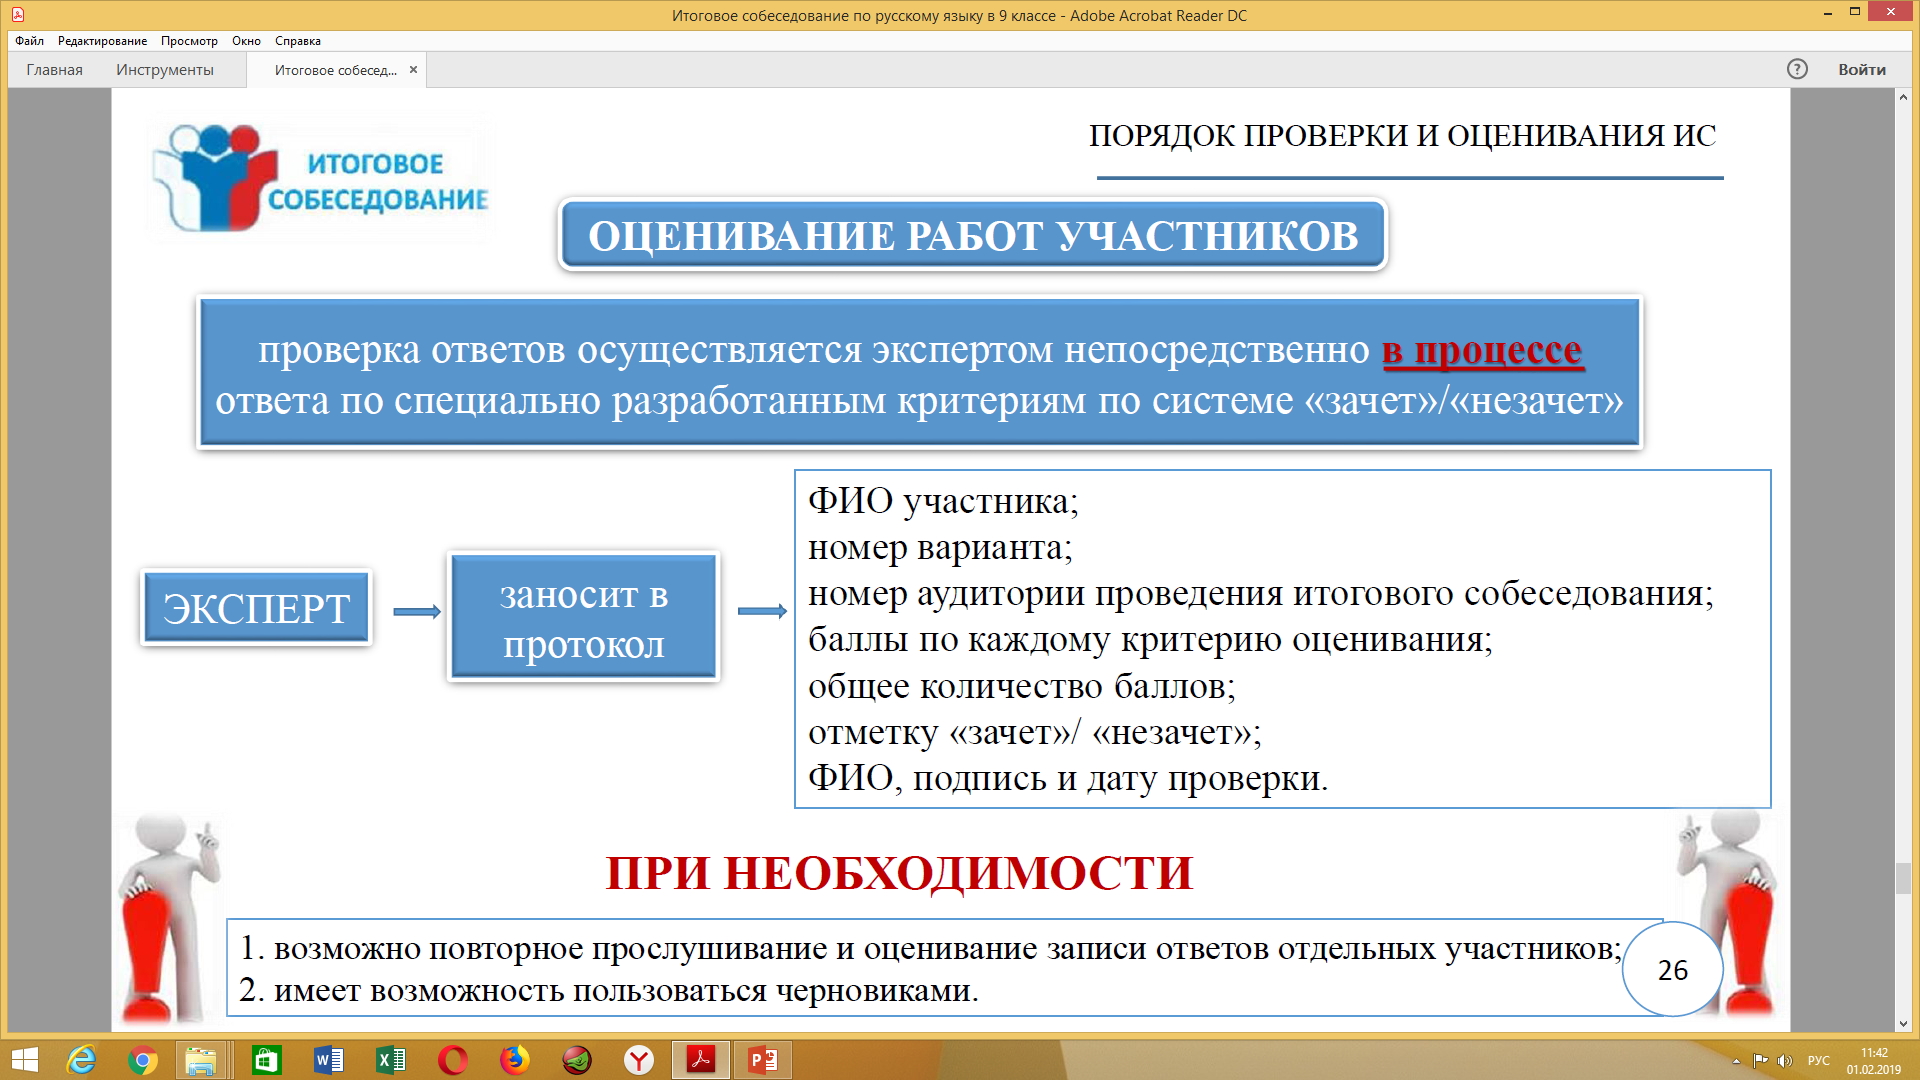 Итоговое собеседование по русскому языку в 9 классе - Adobe Acrobat Reader DC
Файл Редактирование Просмотр Окно Справка
Главная Инструменты Итоговое собесед... × ? Войти
ИТОГОВОЕ
СОБЕСЕДОВАНИЕ
ПОРЯДОК ПРОВЕРКИ И ОЦЕНИВАНИЯ ИС
ОЦЕНИВАНИЕ РАБОТ УЧАСТНИКОВ
проверка ответов осуществляется экспертом непосредственно в процессе
ответа по специально разработанным критериям по системе «зачет»/«незачет»
ЭКСПЕРТ
заносит в
протокол
ФИО участника;
номер варианта;
номер аудитории проведения итогового собеседования;
баллы по каждому критерию оценивания;
общее количество баллов;
отметку «зачет»/ «незачет»;
ФИО, подпись и дату проверки.
ПРИ НЕОБХОДИМОСТИ
1. возможно повторное прослушивание и оценивание записи ответов отдельных участников;
2. имеет возможность пользоваться черновиками.
26
РУС
11:42
01.02.2019